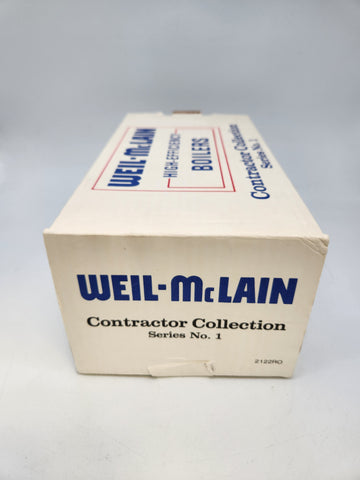 WEIL-McLAIN
HIGH-EFFICIENCY
BOILERS
Contractor Collection
Series No. 1
WEIL-McLAIN
Contractor Collection
Series No. 1
2122RO